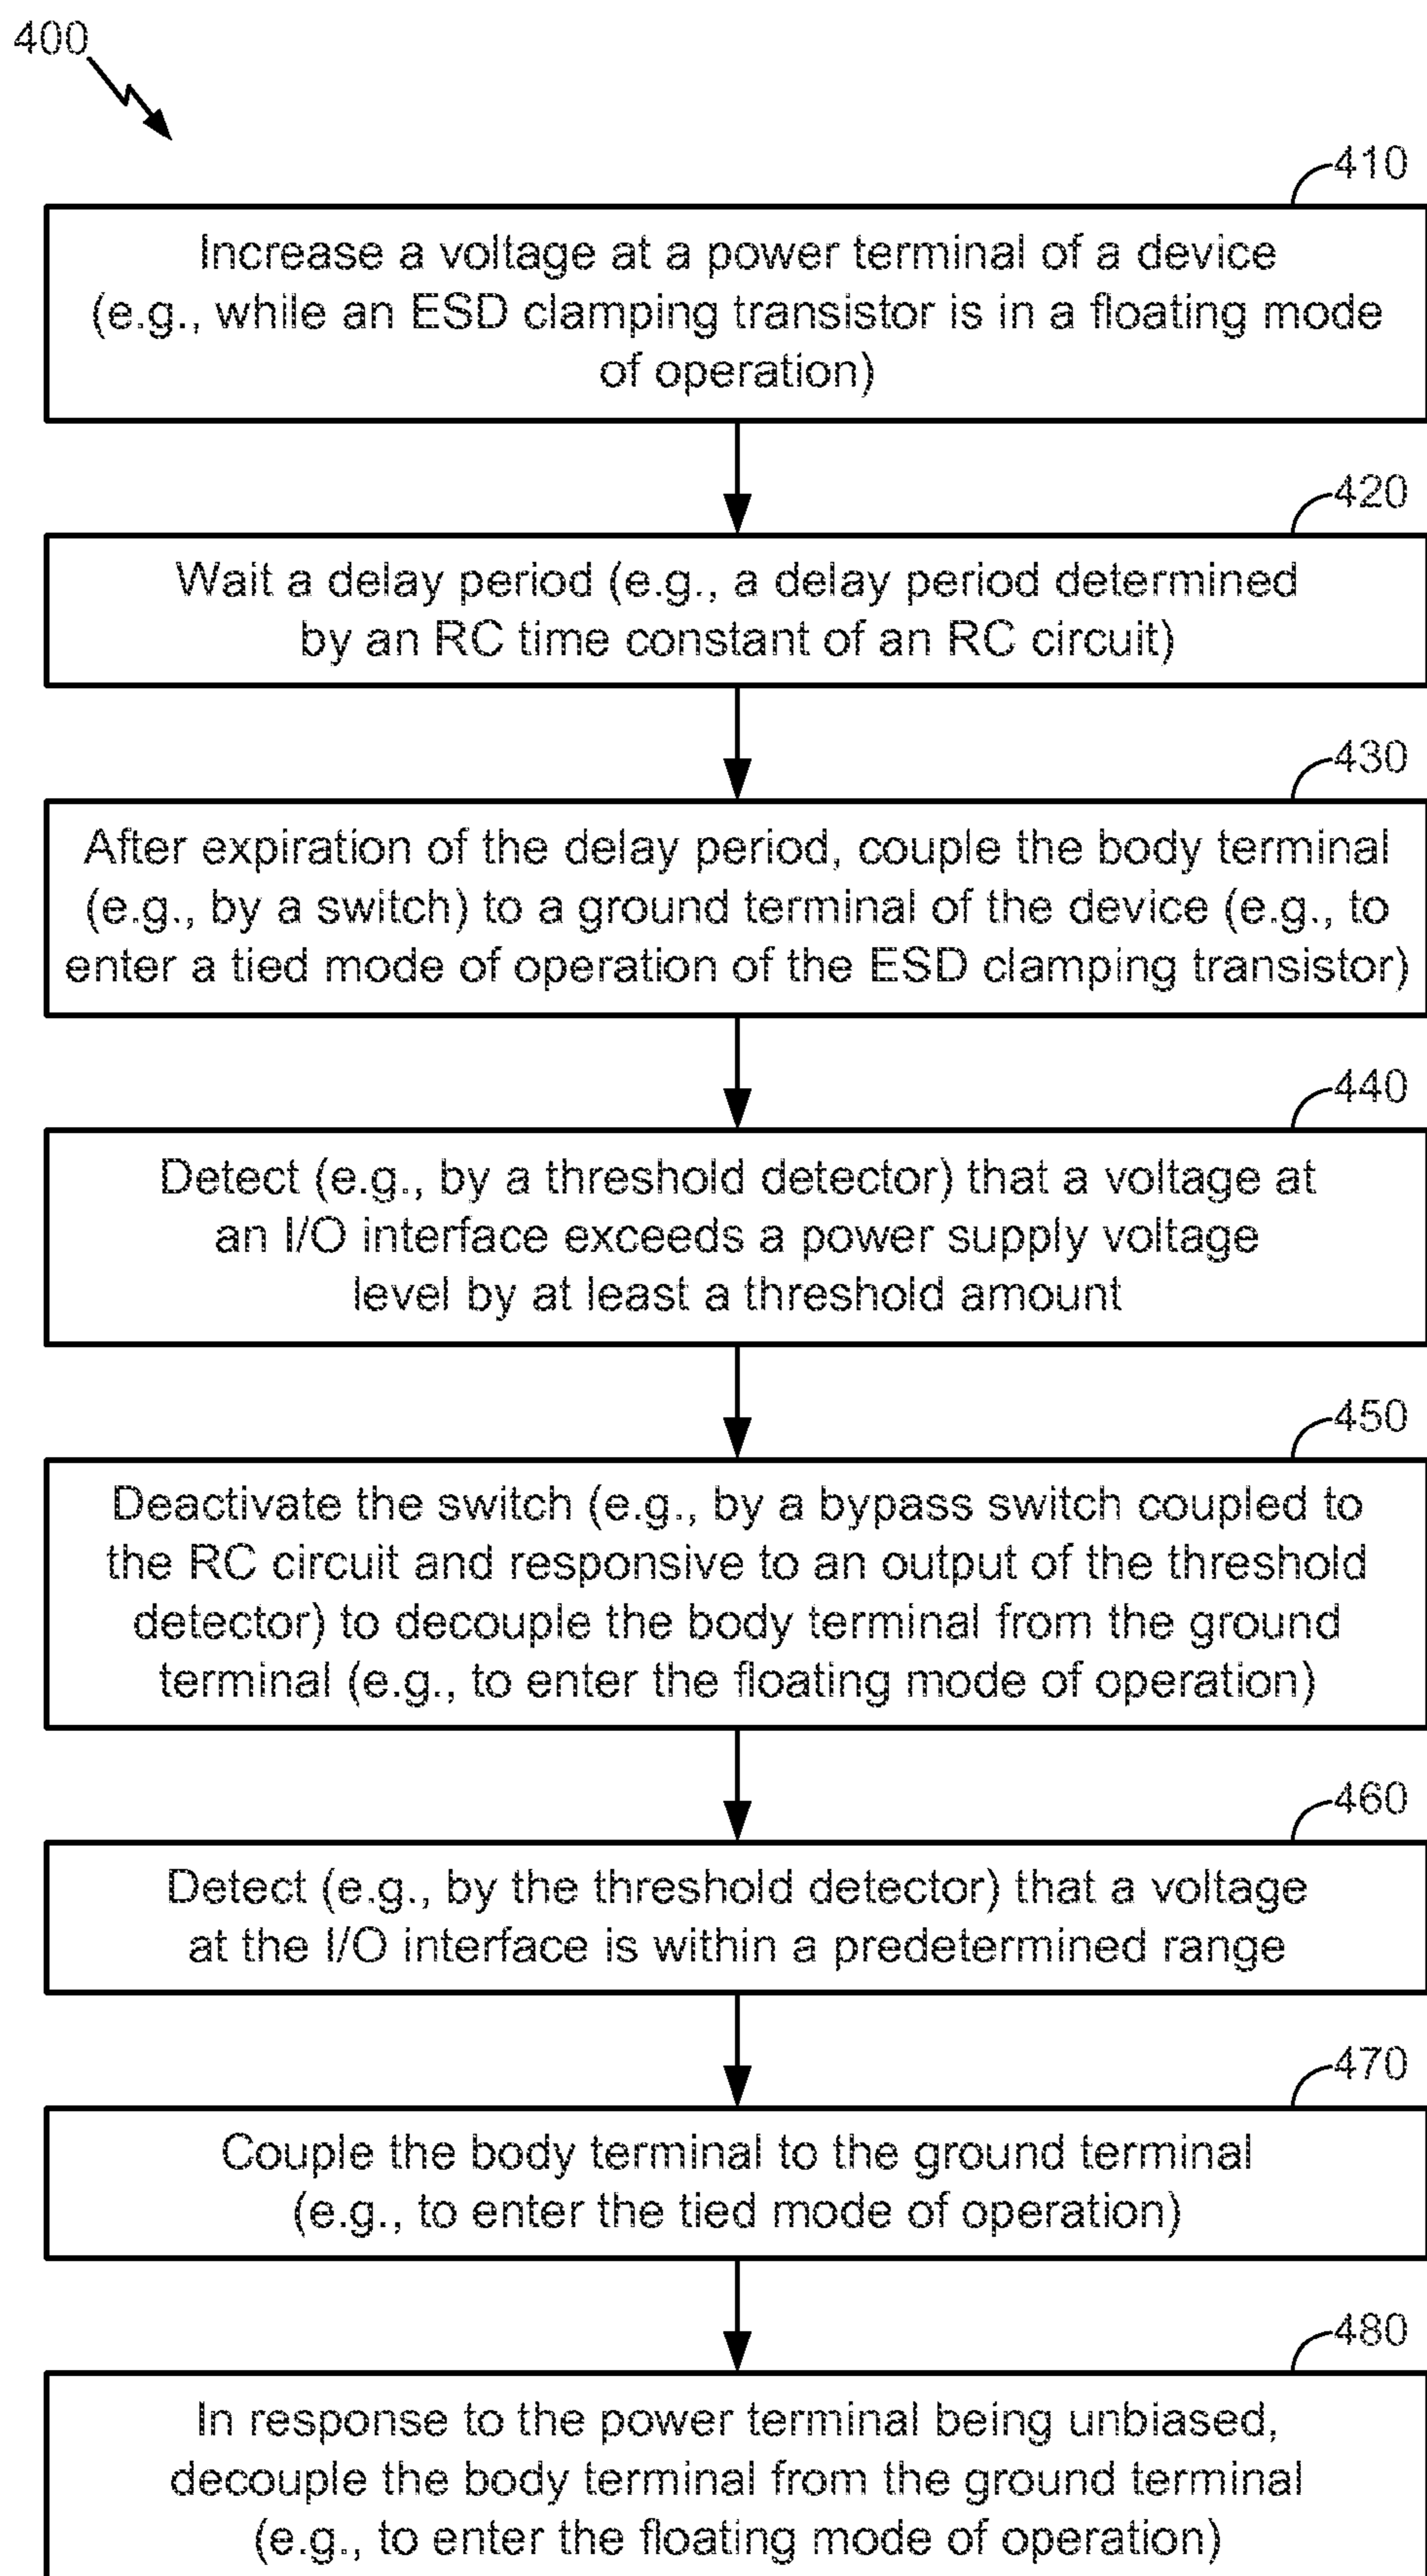 400
410
Increase a voltage at a power terminal of a device
(e.g., while an ESD clamping transistor is in a floating mode
of operation)
420
Wait a delay period (e.g., a delay period determined
by an RC time constant of an RC circuit)
430
After expiration of the delay period, couple the body terminal
(e.g., by a switch) to a ground terminal of the device (e.g., to
enter a tied mode of operation of the ESD clamping transistor)
440
Detect (e.g., by a threshold detector) that a voltage at
an I/O interface exceeds a power supply voltage
level by at least a threshold amount
450
Deactivate the switch (e.g., by a bypass switch coupled to
the RC circuit and responsive to an output of the threshold
detector) to decouple the body terminal from the ground
terminal (e.g., to enter the floating mode of operation)
460
Detect (e.g., by the threshold detector) that a voltage
at the I/O interface is within a predetermined range
470
Couple the body terminal to the ground terminal
(e.g., to enter the tied mode of operation)
480
In response to the power terminal being unbiased,
decouple the body terminal from the ground terminal
(e.g., to enter the floating mode of operation)